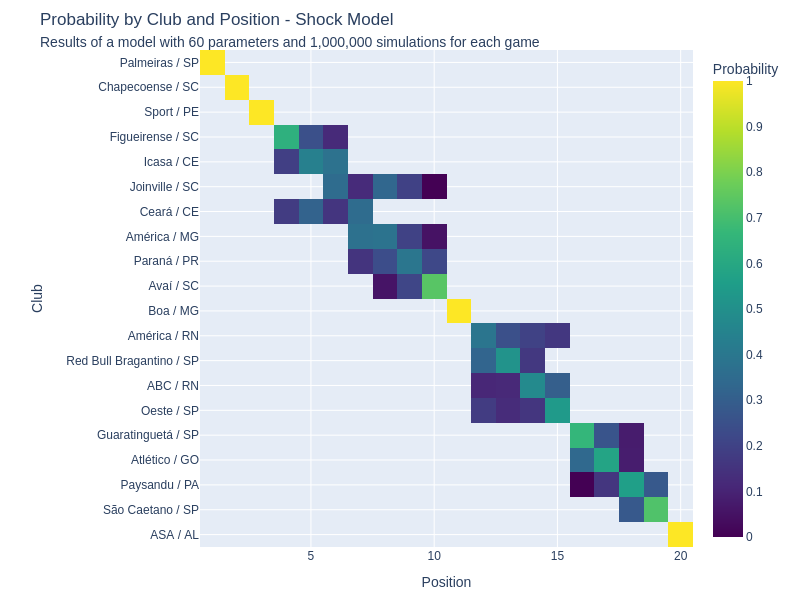 Probability by Club and Position - Shock Model
Results of a model with 60 parameters and 1,000,000 simulations for each game
Probability
Palmeiras / SP
Chapecoense / SC
Sport / PE
Figueirense / SC
Icasa / CE
Joinville / SC
Ceará / CE
América / MG
Paraná / PR
Avaí / SC
Boa / MG
América / RN
Red Bull Bragantino / SP
ABC / RN
Oeste / SP
Guaratinguetá / SP
Atlético / GO
Paysandu / PA
São Caetano / SP
ASA / AL
Club
5
10
15
20
Position
1
0.9
0.8
0.7
0.6
0.5
0.4
0.3
0.2
0.1
0